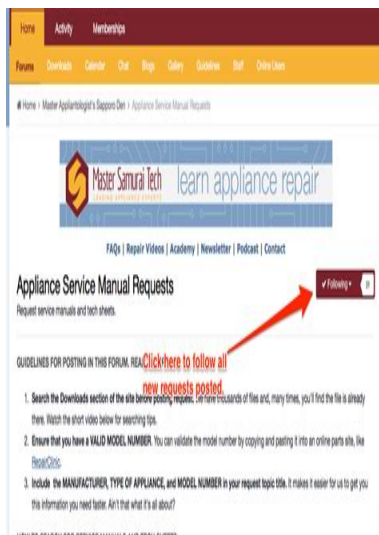 Home Activity Memberships
Forums Downloads Calendar Chat Blogs Gallery Guidelines Staff Online Users
Home > Master Appliantologist's Sapporo Den > Appliance Service Manual Requests
Master Samurai Tech
learn appliance repair
FAQs | Repair Videos | Academy | Newsletter | Podcast | Contact
Appliance Service Manual Requests
✔ Following
Request service manuals and tech sheets.
GUIDELINES FOR POSTING IN THIS FORUM.
Click here to follow all
new requests posted.
1. Search the Downloads section of the site before posting request. We have thousands of files and, many times, you'll find the file is already
there. Watch the short video below for searching tips.
2. Ensure that you have a VALID MODEL NUMBER. You can validate the model number by copying and pasting it into an online parts site, like
RepairClinic.
3. Include the MANUFACTURER, TYPE OF APPLIANCE, and MODEL NUMBER in your request topic title. It makes it easier for us to get you
this information you need faster. Ain't that what it's all about?